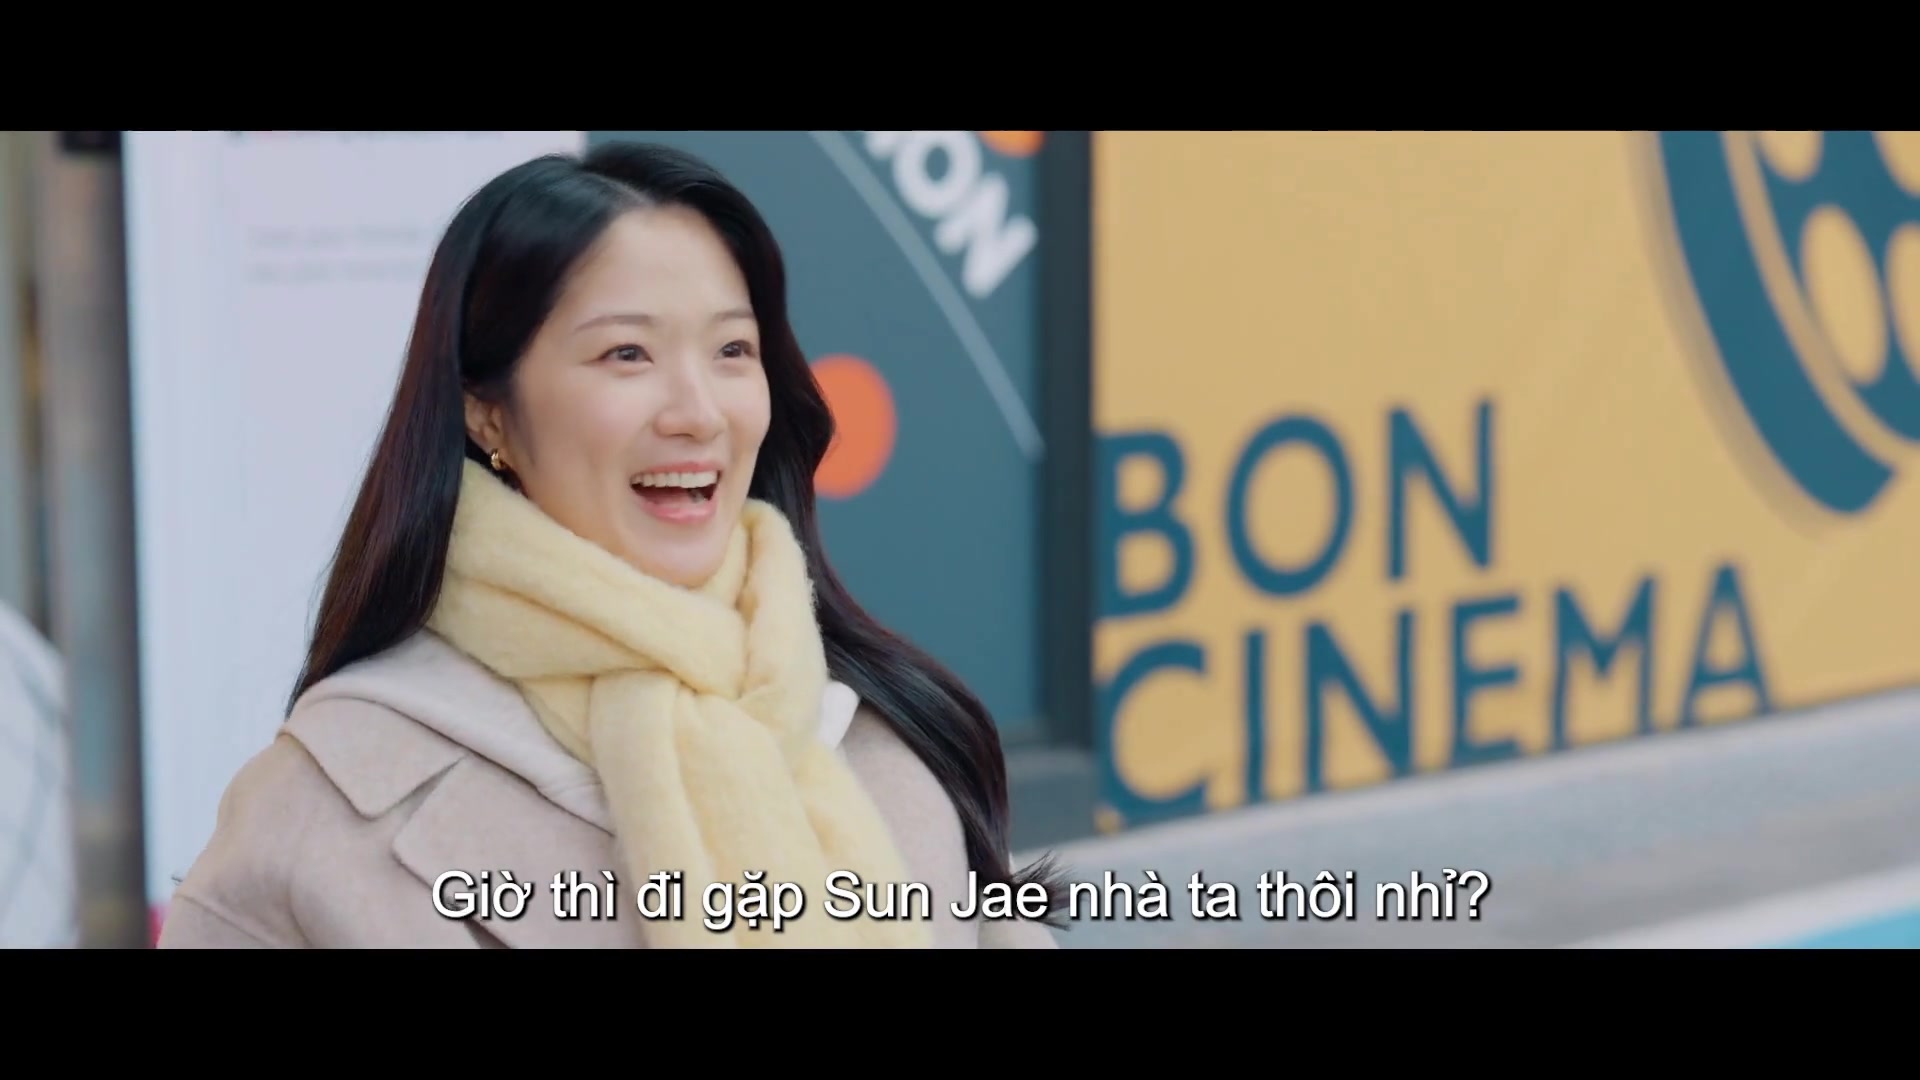 BON
CINEMA
Giờ thì đi gặp Sun Jae nhà ta thôi nhỉ?